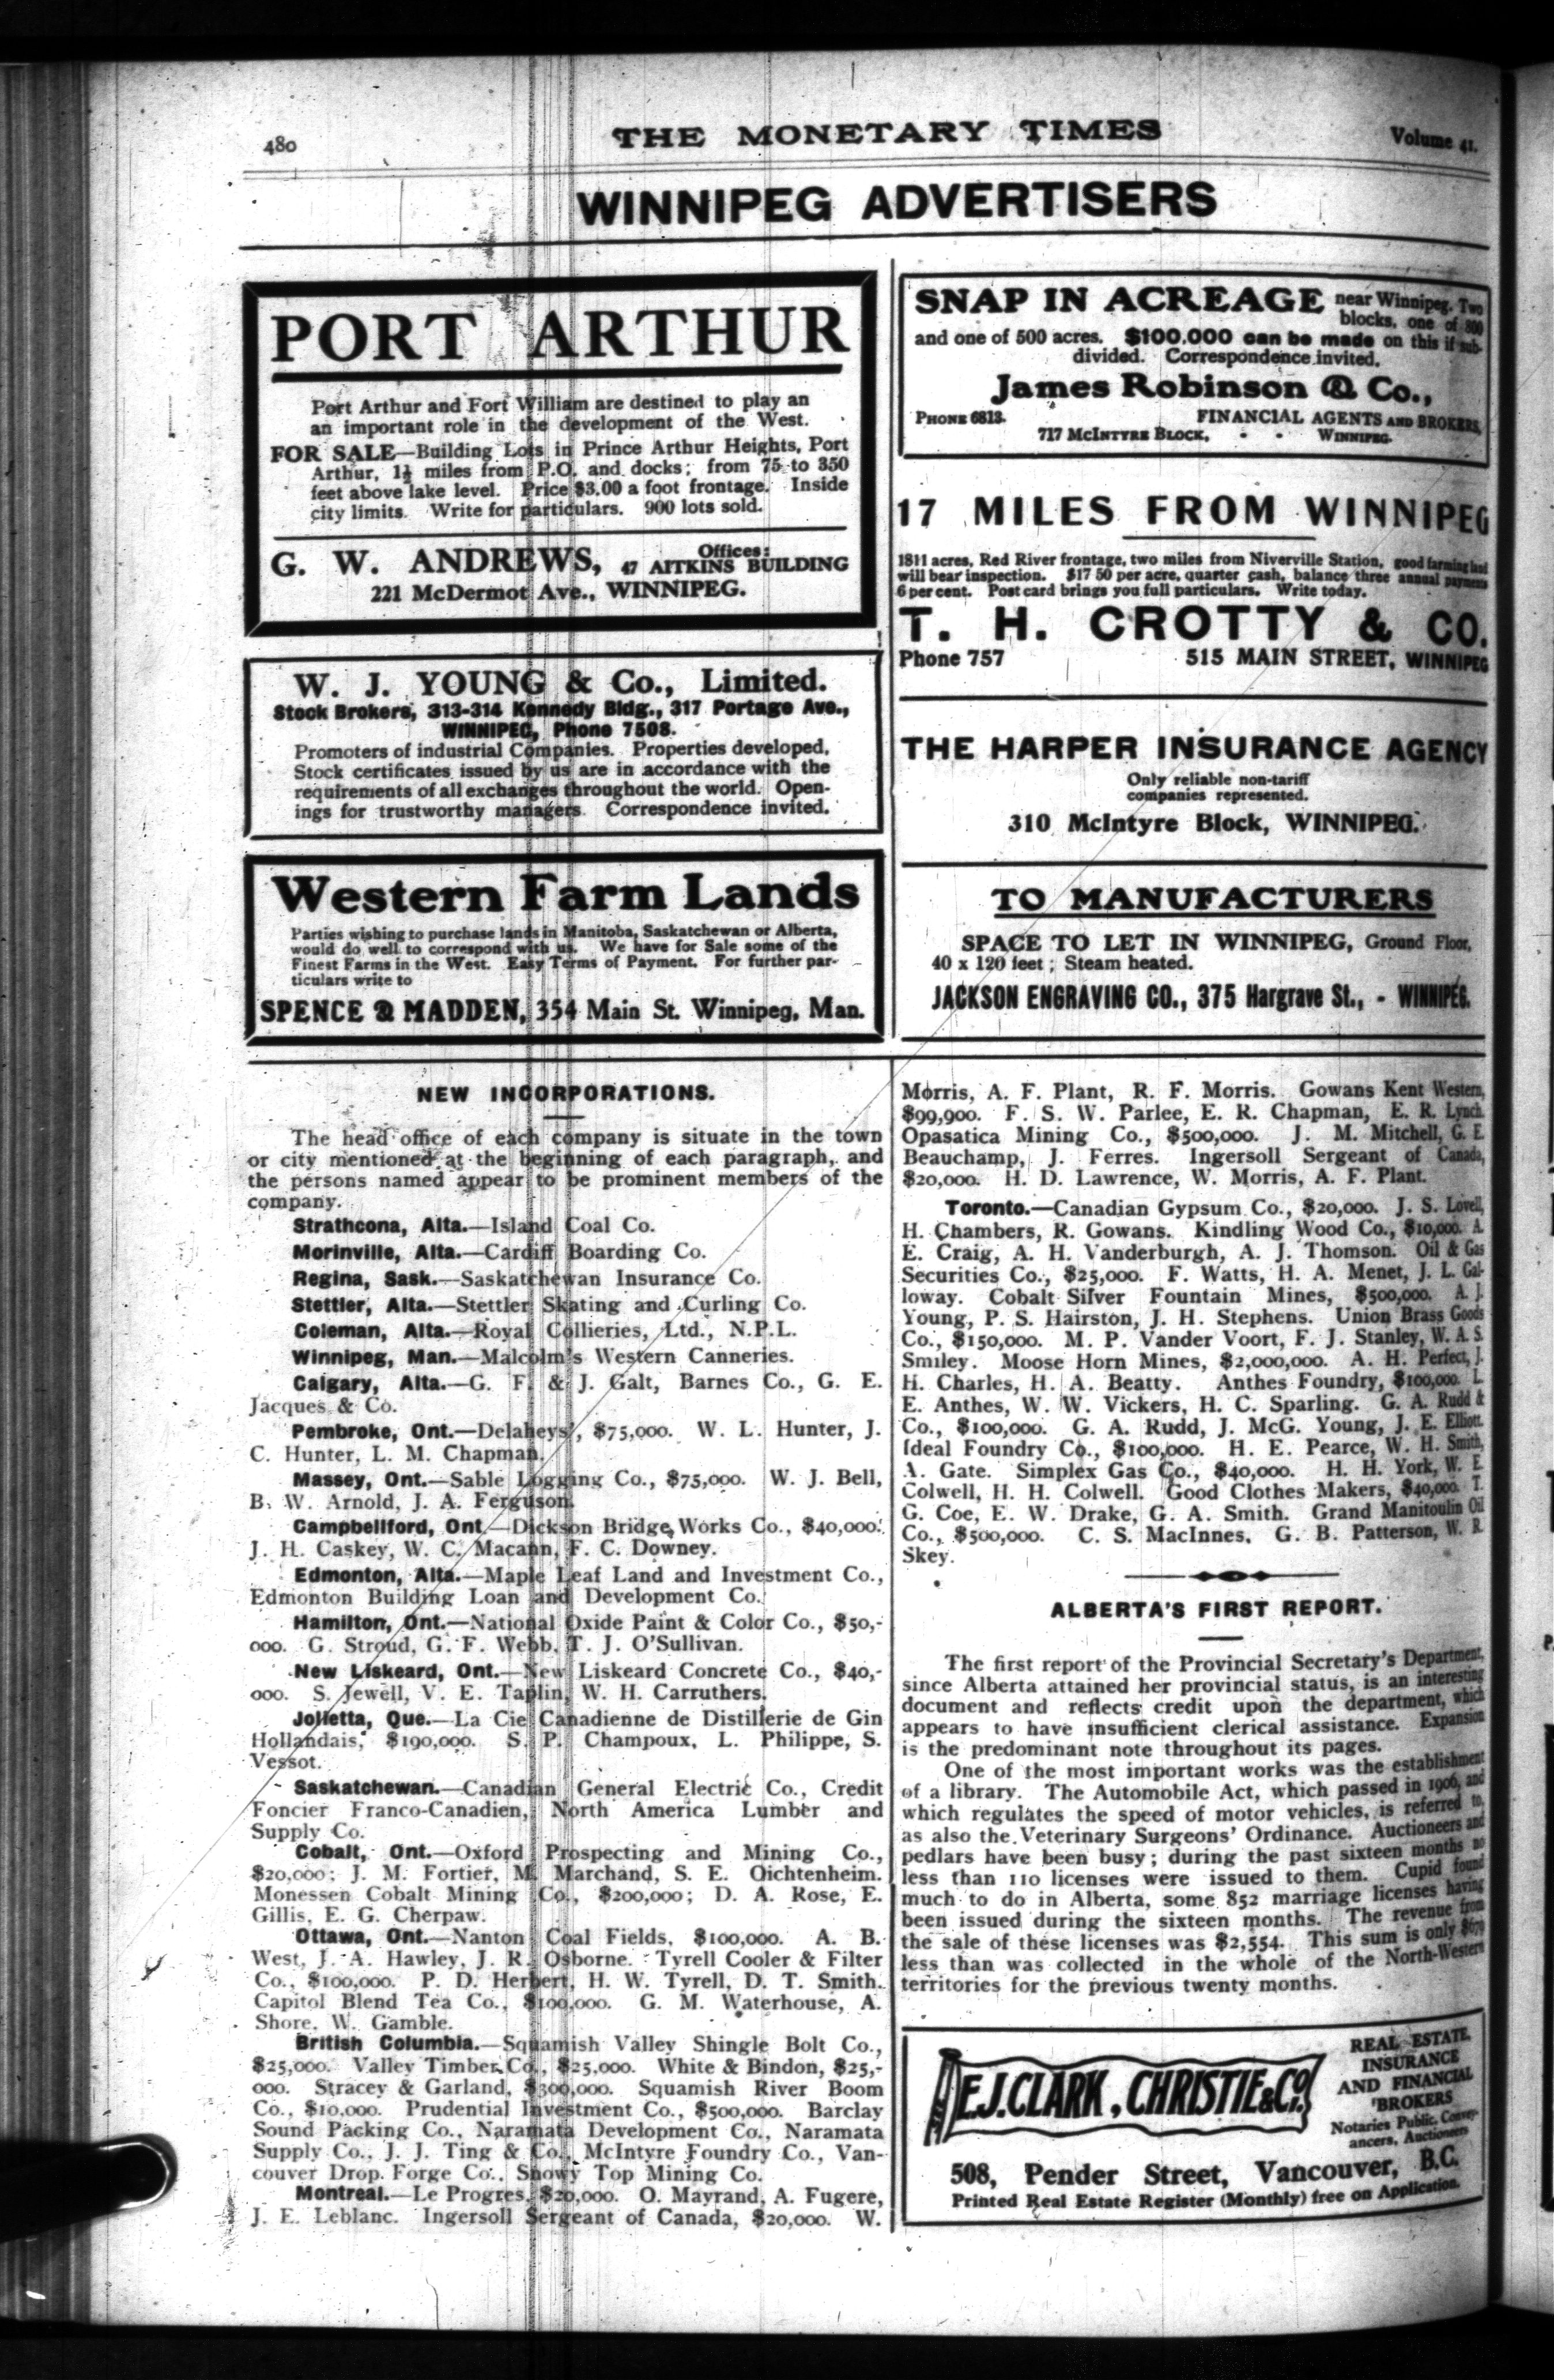 480
THE MONETARY TIMES
Volume 41.
WINNIPEG ADVERTISERS
PORT ARTHUR
Port Arthur and Fort William are destined to play an
an important role in the development of the West.
FOR SALE—Building Lots in Prince Arthur Heights, Port
Arthur, 1½ miles from P.O. and docks; from 75 to 350
feet above lake level. Price $3.00 a foot frontage. Inside
city limits. Write for particulars. 900 lots sold.
G. W. ANDREWS, Offices: 47 AITKINS BUILDING
221 McDermot Ave., WINNIPEG.
W. J. YOUNG & Co., Limited.
Stock Brokers, 313-314 Kennedy Bldg., 317 Portage Ave.,
WINNIPEG, Phone 7508.
Promoters of industrial Companies. Properties developed,
Stock certificates issued by us are in accordance with the
requirements of all exchanges throughout the world. Open-
ings for trustworthy managers. Correspondence invited.
Western Farm Lands
Parties wishing to purchase lands in Manitoba, Saskatchewan or Alberta,
would do well to correspond with us. We have for Sale some of the
Finest Farms in the West. Easy Terms of Payment. For further par-
ticulars write to
SPENCE & MADDEN, 354 Main St. Winnipeg, Man.
SNAP IN ACREAGE near Winnipeg. Two
blocks, one of 800
and one of 500 acres. $100.000 can be made on this if sub-
divided. Correspondence invited.
James Robinson & Co.,
PHONE 6813. FINANCIAL AGENTS AND BROKERS,
717 MCINTYRE BLOCK, - - WINNIPEG.
17 MILES FROM WINNIPEG
1811 acres, Red River frontage, two miles from Niverville Station, good farming land
will bear inspection. $17 50 per acre, quarter cash, balance three annual payments
6 per cent. Post card brings you full particulars. Write today.
T. H. CROTTY & CO.
Phone 757 515 MAIN STREET, WINNIPEG
THE HARPER INSURANCE AGENCY
Only reliable non-tariff
companies represented.
310 McIntyre Block, WINNIPEG.
TO MANUFACTURERS
SPACE TO LET IN WINNIPEG, Ground Floor,
40 x 120 feet; Steam heated.
JACKSON ENGRAVING CO., 375 Hargrave St., - WINNIPEG.
NEW INCORPORATIONS.
The head office of each company is situate in the town
or city mentioned at the beginning of each paragraph, and
the persons named appear to be prominent members of the
company.
Strathcona, Alta.—Island Coal Co.
Morinville, Alta.—Cardiff Boarding Co.
Regina, Sask.—Saskatchewan Insurance Co.
Stettler, Alta.—Stettler Skating and Curling Co.
Coleman, Alta.—Royal Collieries, Ltd., N.P.L.
Winnipeg, Man.—Malcolm's Western Canneries.
Calgary, Alta.—G. F. & J. Galt, Barnes Co., G. E.
Jacques & Co.
Pembroke, Ont.—Delaheys', $75,000. W. L. Hunter, J.
C. Hunter, L. M. Chapman.
Massey, Ont.—Sable Logging Co., $75,000. W. J. Bell,
B. W. Arnold, J. A. Ferguson.
Campbellford, Ont.—Dickson Bridge Works Co., $40,000.
J. H. Caskey, W. C. Macann, F. C. Downey.
Edmonton, Alta.—Maple Leaf Land and Investment Co.,
Edmonton Building Loan and Development Co.
Hamilton, Ont.—National Oxide Paint & Color Co., $50,-
000. G. Stroud, G. F. Webb, T. J. O'Sullivan.
New Liskeard, Ont.—New Liskeard Concrete Co., $40,-
000. S. Jewell, V. E. Taplin, W. H. Carruthers.
Jolietta, Que.—La Cie Canadienne de Distillerie de Gin
Hollandais, $190,000. S. P. Champoux, L. Philippe, S.
Vessot.
Saskatchewan.—Canadian General Electric Co., Credit
Foncier Franco-Canadien, North America Lumber and
Supply Co.
Cobalt, Ont.—Oxford Prospecting and Mining Co.,
$20,000; J. M. Fortier, M. Marchand, S. E. Oichtenheim.
Monessen Cobalt Mining Co., $200,000; D. A. Rose, E.
Gillis, E. G. Cherpaw.
Ottawa, Ont.—Nanton Coal Fields, $100,000. A. B.
West, J. A. Hawley, J. R. Osborne. Tyrell Cooler & Filter
Co., $100,000. P. D. Herbert, H. W. Tyrell, D. T. Smith.
Capitol Blend Tea Co., $100,000. G. M. Waterhouse, A.
Shore, W. Gamble.
British Columbia.—Squamish Valley Shingle Bolt Co.,
$25,000. Valley Timber Co., $25,000. White & Bindon, $25,-
000. Stracey & Garland, $300,000. Squamish River Boom
Co., $10,000. Prudential Investment Co., $500,000. Barclay
Sound Packing Co., Naramata Development Co., Naramata
Supply Co., J. J. Ting & Co., McIntyre Foundry Co., Van-
couver Drop Forge Co., Snowy Top Mining Co.
Montreal.—Le Progres, $20,000. O. Mayrand, A. Fugere,
J. E. Leblanc. Ingersoll Sergeant of Canada, $20,000. W.
Morris, A. F. Plant, R. F. Morris. Gowans Kent Western,
$99,900. F. S. W. Parlee, E. R. Chapman, E. R. Lynch.
Opasatica Mining Co., $500,000. J. M. Mitchell, G. E.
Beauchamp, J. Ferres. Ingersoll Sergeant of Canada,
$20,000. H. D. Lawrence, W. Morris, A. F. Plant.
Toronto.—Canadian Gypsum Co., $20,000. J. S. Lovell,
H. Chambers, R. Gowans. Kindling Wood Co., $10,000. A.
E. Craig, A. H. Vanderburgh, A. J. Thomson. Oil & Gas
Securities Co., $25,000. F. Watts, H. A. Menet, J. L. Gal-
loway. Cobalt Silver Fountain Mines, $500,000. A. J.
Young, P. S. Hairston, J. H. Stephens. Union Brass Goods
Co., $150,000. M. P. Vander Voort, F. J. Stanley, W. A. S.
Smiley. Moose Horn Mines, $2,000,000. A. H. Perfect, J.
H. Charles, H. A. Beatty. Anthes Foundry, $100,000. L.
E. Anthes, W. W. Vickers, H. C. Sparling. G. A. Rudd &
Co., $100,000. G. A. Rudd, J. McG. Young, J. E. Elliott.
Ideal Foundry Co., $100,000. H. E. Pearce, W. H. Smith,
A. Gate. Simplex Gas Co., $40,000. H. H. York, W. E.
Colwell, H. H. Colwell. Good Clothes Makers, $40,000. T.
G. Coe, E. W. Drake, G. A. Smith. Grand Manitoulin Oil
Co., $500,000. C. S. MacInnes, G. B. Patterson, W. R.
Skey.
ALBERTA'S FIRST REPORT.
The first report of the Provincial Secretary's Department,
since Alberta attained her provincial status, is an interesting
document and reflects credit upon the department, which
appears to have insufficient clerical assistance. Expansion
is the predominant note throughout its pages.
One of the most important works was the establishment
of a library. The Automobile Act, which passed in 1906, and
which regulates the speed of motor vehicles, is referred to,
as also the Veterinary Surgeons' Ordinance. Auctioneers and
pedlars have been busy; during the past sixteen months no
less than 110 licenses were issued to them. Cupid found
much to do in Alberta, some 852 marriage licenses having
been issued during the sixteen months. The revenue from
the sale of these licenses was $2,554. This sum is only $670
less than was collected in the whole of the North-Western
territories for the previous twenty months.
E.J. CLARK, CHRISTIE & CO.
REAL ESTATE,
INSURANCE
AND FINANCIAL
BROKERS
Notaries Public, Convey-
ancers, Auctioneers
508, Pender Street, Vancouver, B.C.
Printed Real Estate Register (Monthly) free on Application.